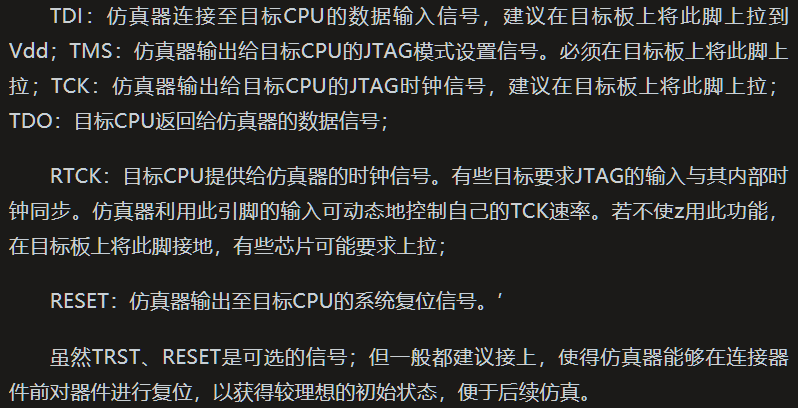 TDI：仿真器连接至目标CPU的数据输入信号，建议在目标板上将此脚上拉到
Vdd；TMS：仿真器输出给目标CPU的JTAG模式设置信号。必须在目标板上将此脚上
拉；TCK：仿真器输出给目标CPU的JTAG时钟信号，建议在目标板上将此脚上拉；
TDO：目标CPU返回给仿真器的数据信号；
RTCK：目标CPU提供给仿真器的时钟信号。有些目标要求JTAG的输入与其内部时
钟同步。仿真器利用此引脚的输入可动态地控制自己的TCK速率。若不使z用此功能，
在目标板上将此脚接地，有些芯片可能要求上拉；
RESET：仿真器输出至目标CPU的系统复位信号。′
虽然TRST、RESET是可选的信号；但一般都建议接上，使得仿真器能够在连接器
件前对器件进行复位，以获得较理想的初始状态，便于后续仿真。